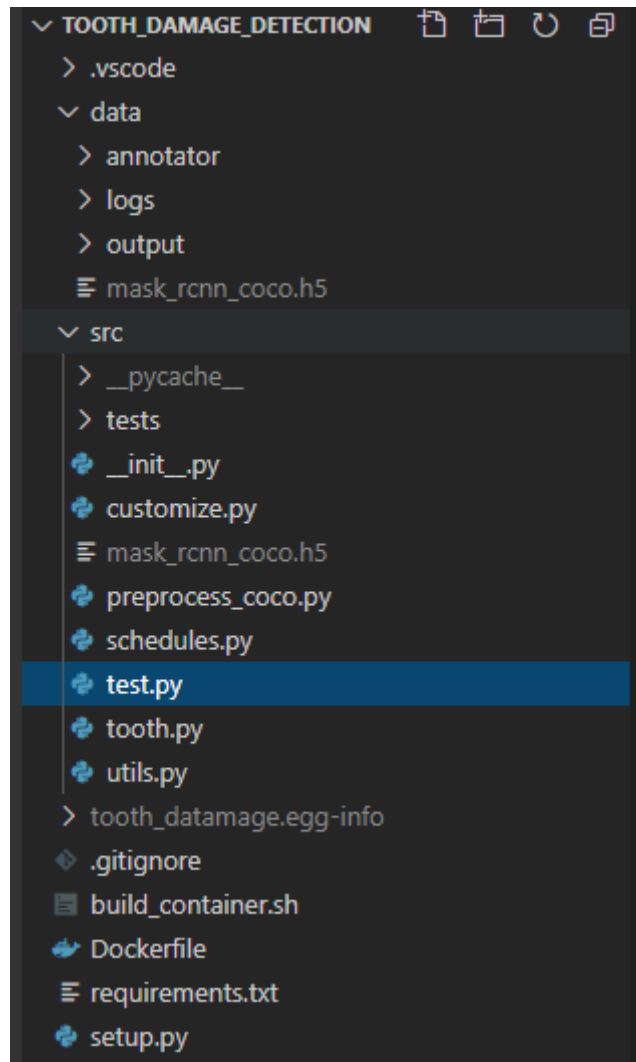 TOOTH_DAMAGE_DETECTION
.vscode
data
annotator
logs
output
mask_rcnn_coco.h5
src
__pycache__
tests
__init__.py
customize.py
mask_rcnn_coco.h5
preprocess_coco.py
schedules.py
test.py
tooth.py
utils.py
tooth_datamage.egg-info
.gitignore
build_container.sh
Dockerfile
requirements.txt
setup.py